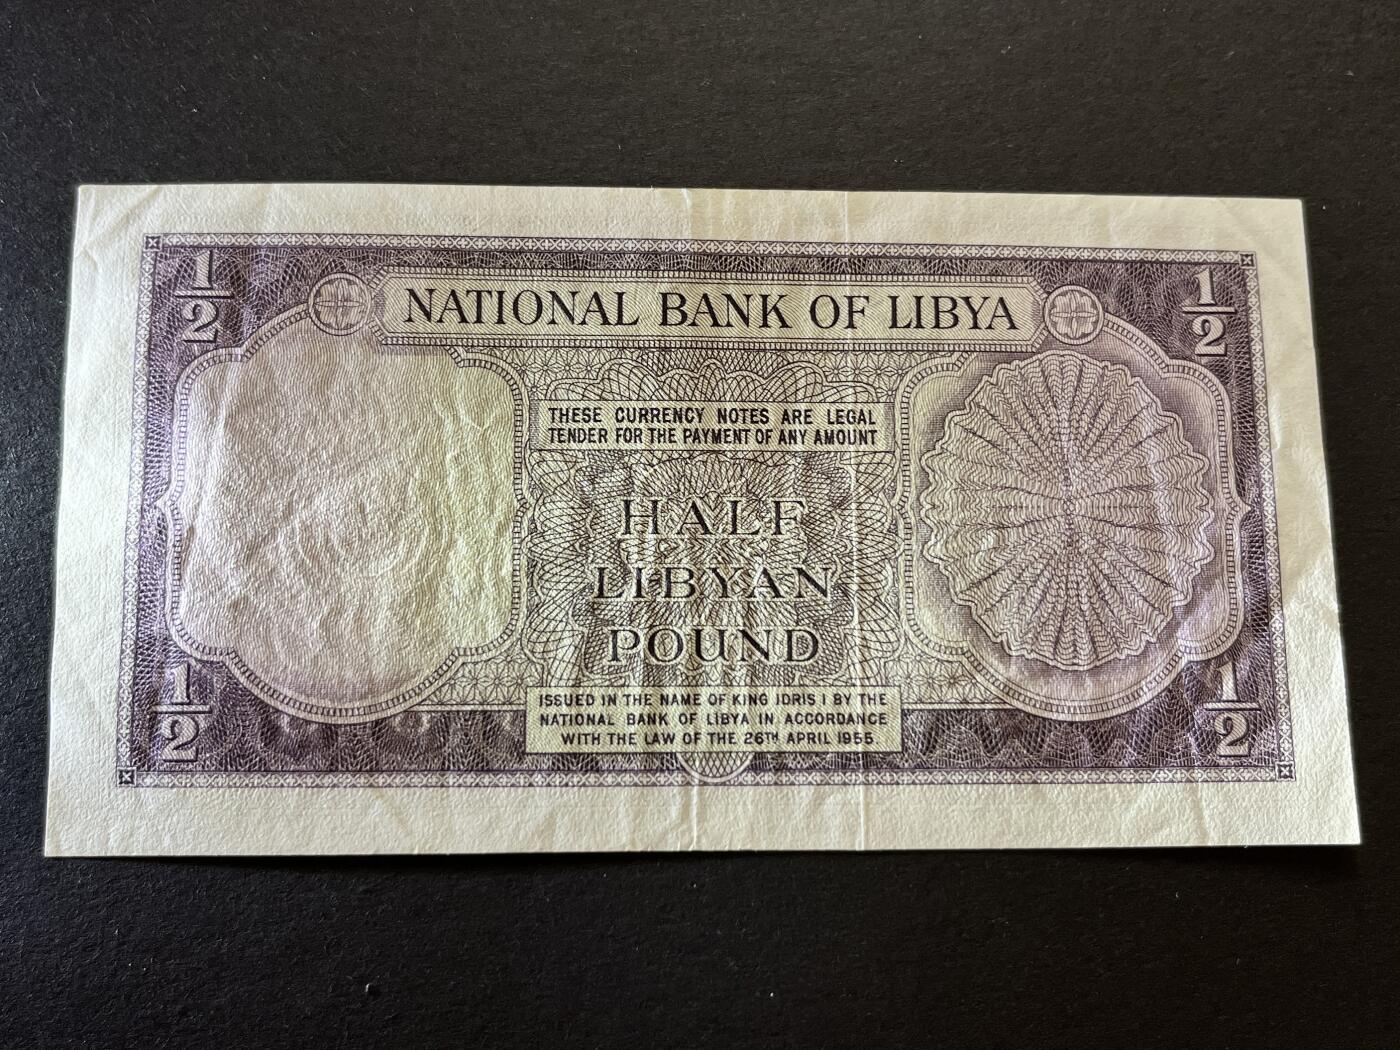 1/2
NATIONAL BANK OF LIBYA
1/2
THESE CURRENCY NOTES ARE LEGAL
TENDER FOR THE PAYMENT OF ANY AMOUNT
HALF
LIBYAN
POUND
1/2
ISSUED IN THE NAME OF KING IDRIS I BY THE
NATIONAL BANK OF LIBYA IN ACCORDANCE
WITH THE LAW OF THE 26TH APRIL 1955
1/2